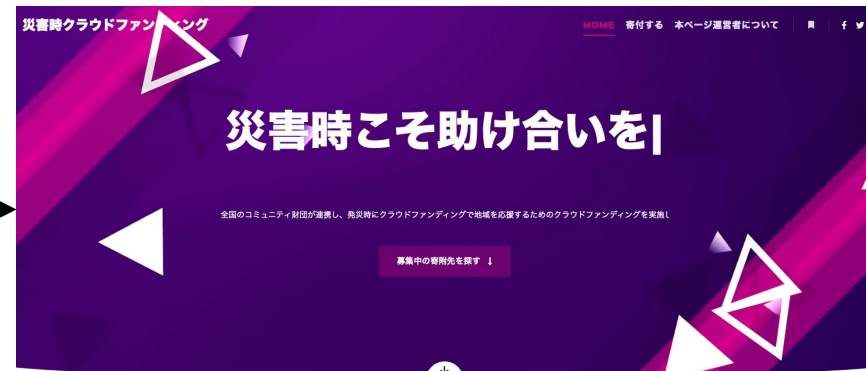 災害時クラウドファンディング
HOME 寄付する 本ページ運営者について
災害時こそ助け合いを|
全国のコミュニティ財団が連携し、発災時にクラウドファンディングで地域を応援するためのクラウドファンディングを実施し
募集中の寄附先を探す ↓